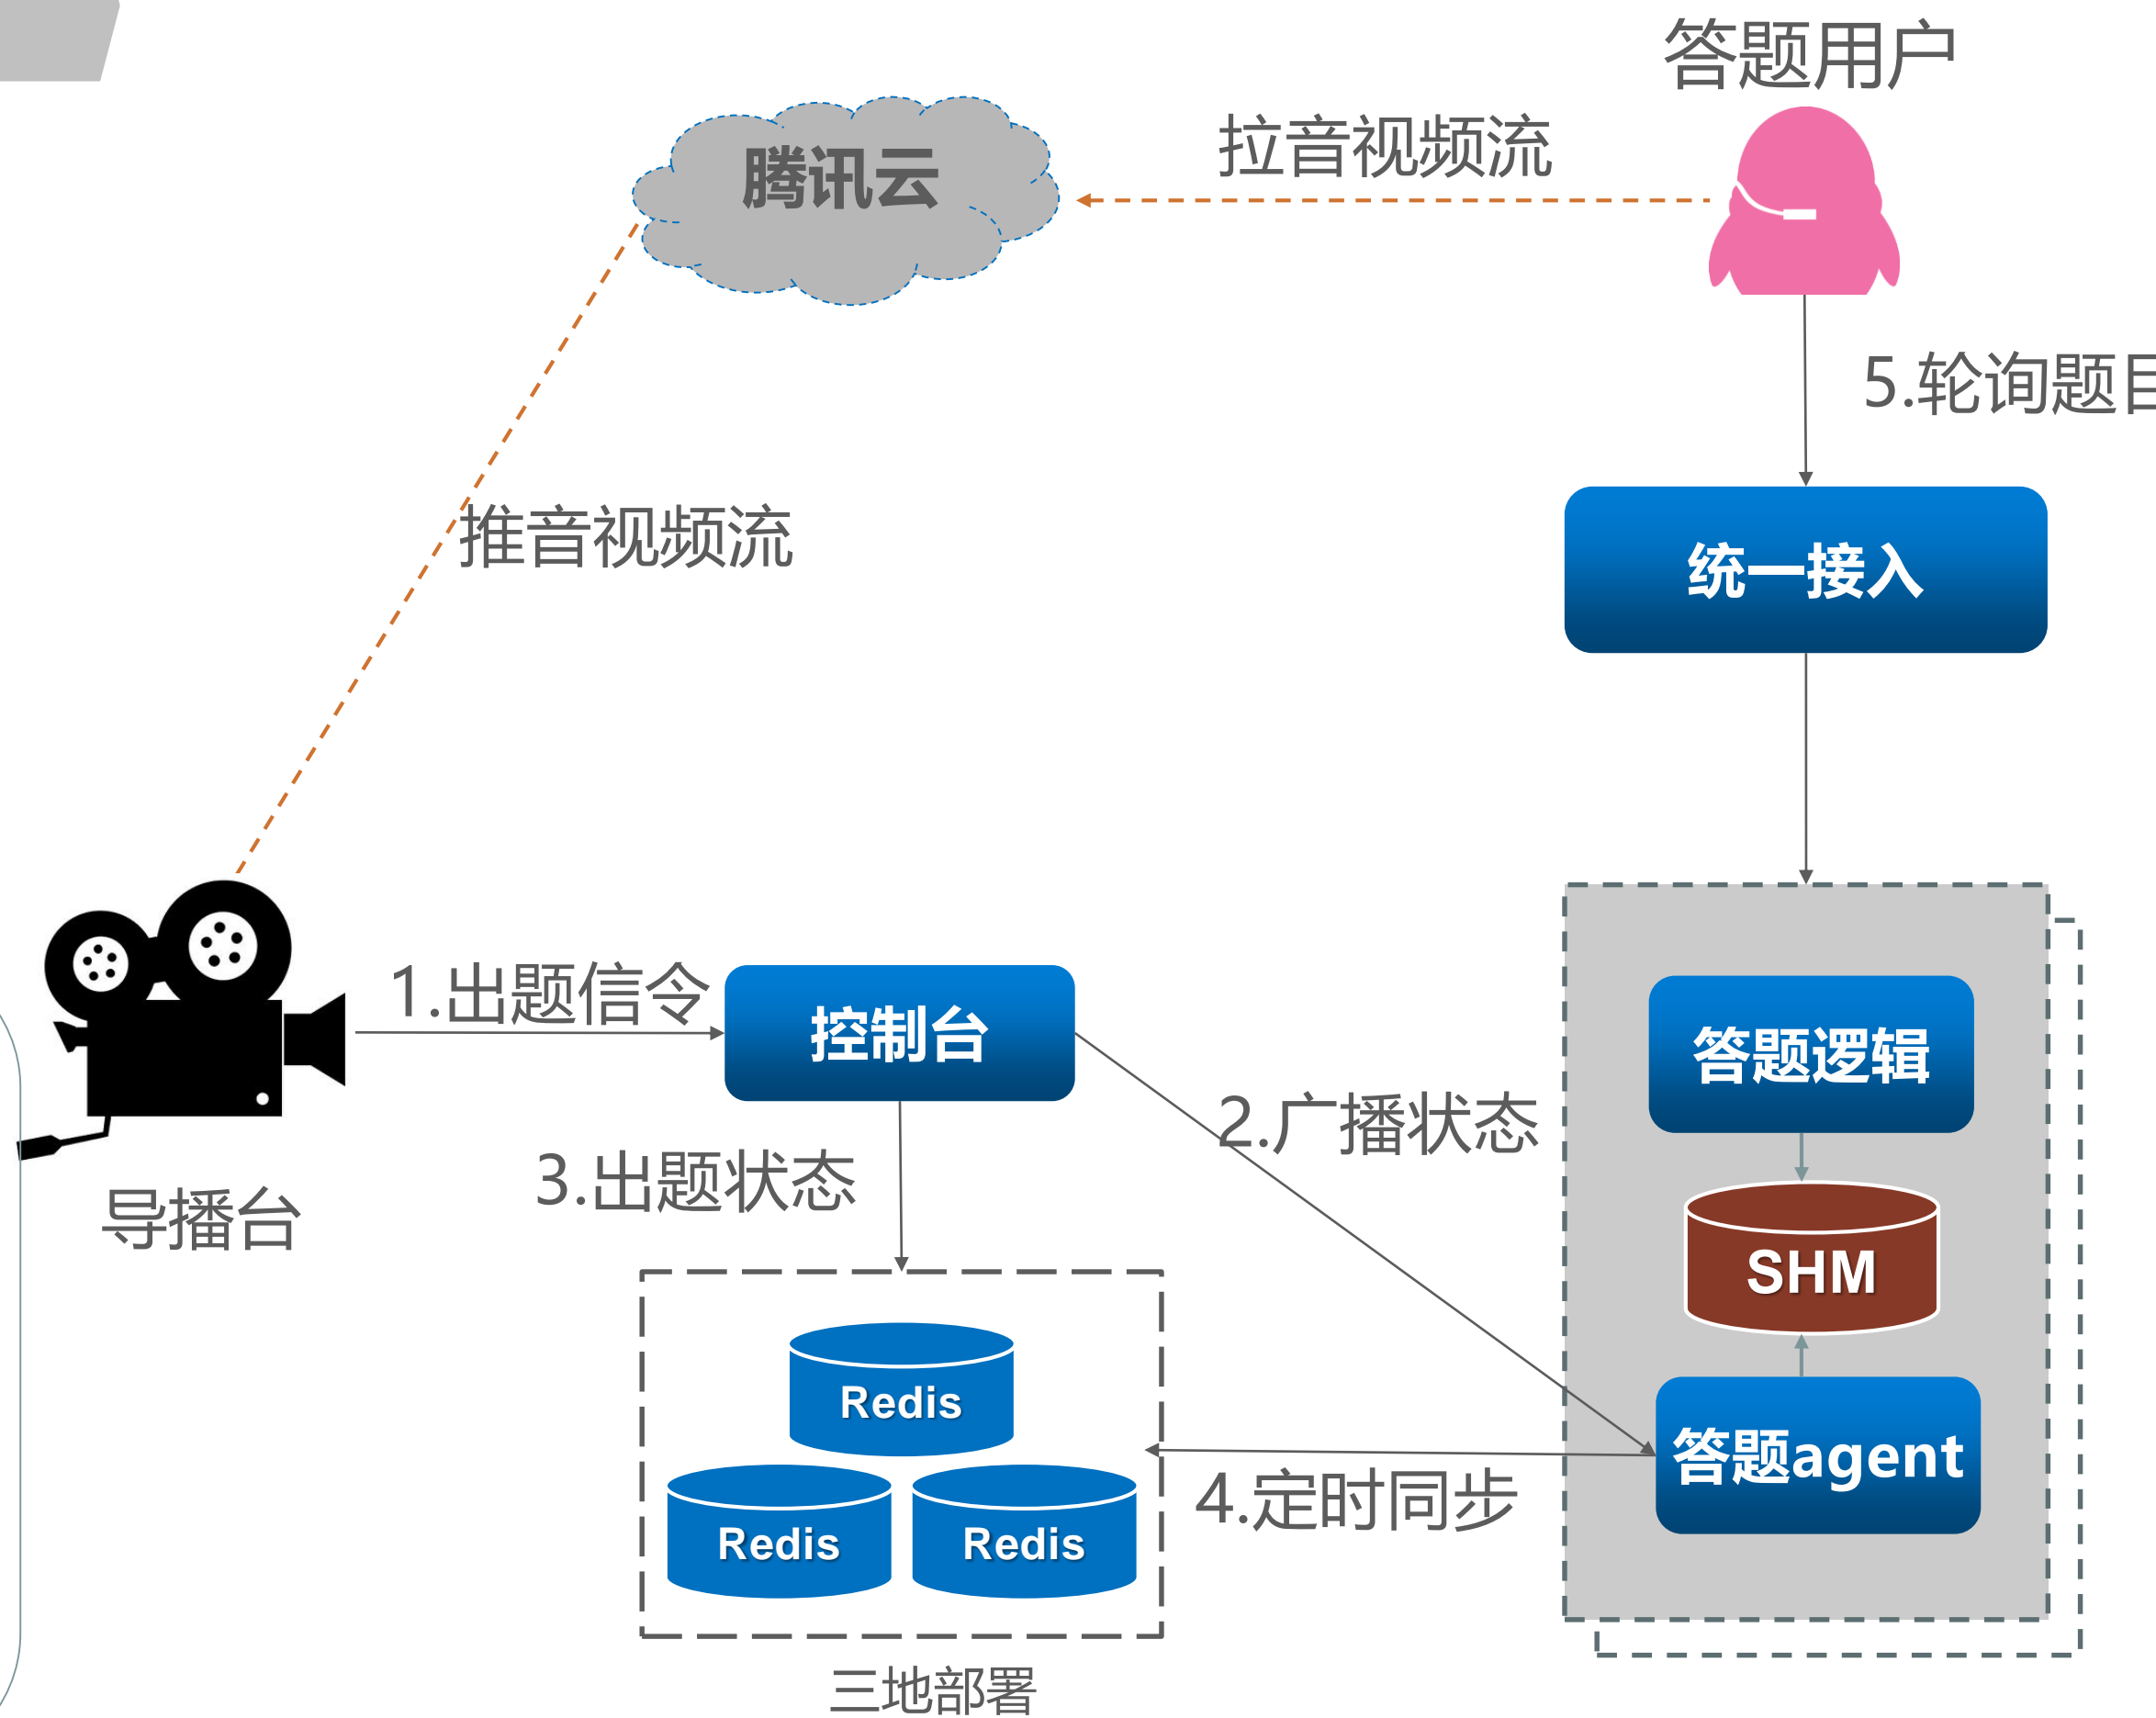 答题用户
拉音视频流
腾讯云
5.轮询题目
推音视频流
统一接入
1.出题信令
控制台
答题逻辑
2.广播状态
3.出题状态
导播台
SHM
Redis
答题agent
4.定时同步
Redis
Redis
三地部署